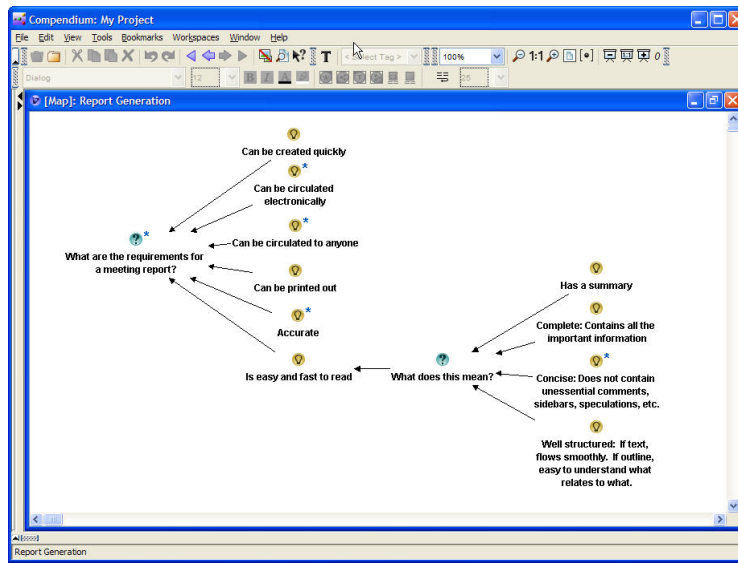 Compendium: My Project
File Edit View Tools Bookmarks Workspaces Window Help
T < Select Tag > 100% 1:1
Dialog 12 B I A 25
[Map]: Report Generation
Can be created quickly
Can be circulated
electronically
Can be circulated to anyone
What are the requirements for
a meeting report?
Can be printed out
Accurate
Is easy and fast to read
What does this mean?
Has a summary
Complete: Contains all the
important information
Concise: Does not contain
unessential comments,
sidebars, speculations, etc.
Well structured: If text,
flows smoothly. If outline,
easy to understand what
relates to what.
Report Generation